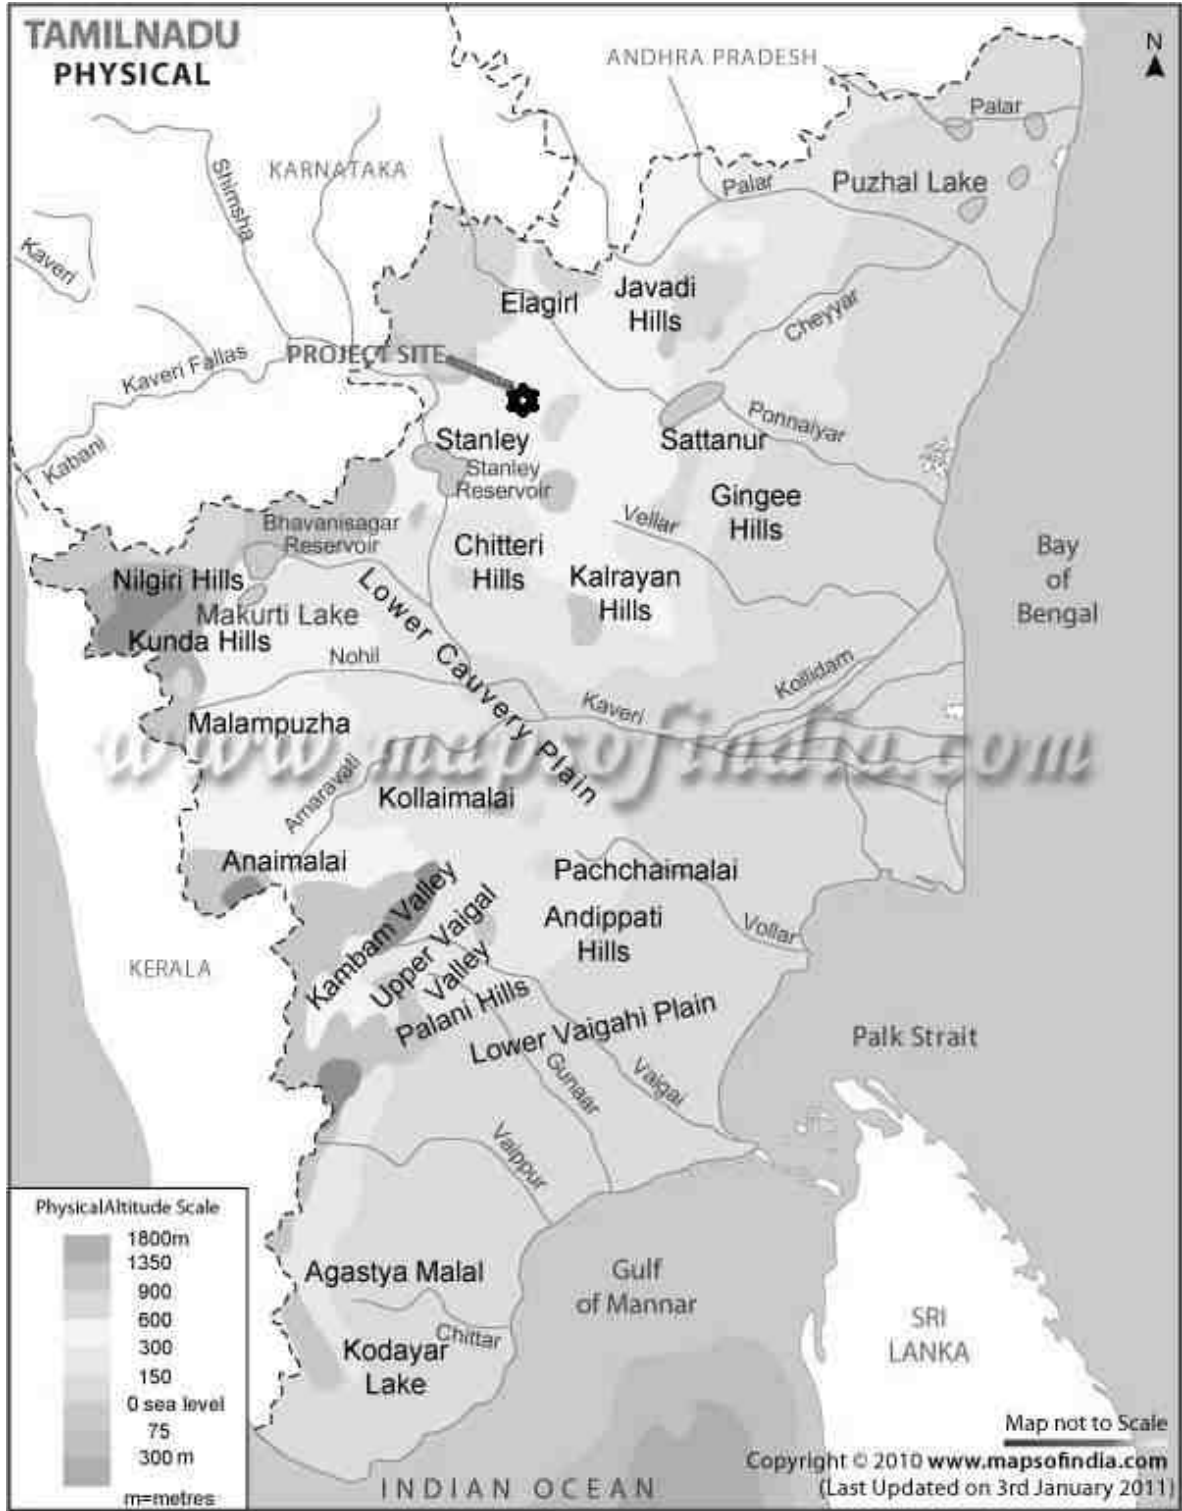 TAMILNADU
PHYSICAL
ANDHRA PRADESH
N
KARNATAKA
Palar
Puzhal Lake
Palar
Shimsha
Kaveri
Elagirl
Javadi
Hills
Cheyyar
PROJECT SITE
Kaveri Fallas
Kabani
Stanley
Stanley
Reservoir
Sattanur
Ponnaiyar
Gingee
Hills
Vellar
Bhavanisagar
Reservoir
Chitteri
Hills
Kalrayan
Hills
Bay
of
Bengal
Nilgiri Hills
Makurti Lake
Kunda Hills
Lower Cauvery Plain
Nohil
Kollidam
Kaveri
Malampuzha
www.mapsofindia.com
Amaravati
Kollaimalai
Anaimalai
Pachchaimalai
Kambam Valley
Upper Vaigal
Valley
Andippati
Hills
Vollar
KERALA
Palani Hills
Lower Vaigahi Plain
Palk Strait
Gunaar
Vaigai
Vaippur
PhysicalAltitude Scale
1800m
1350
900
600
300
150
0 sea level
75
300 m
m=metres
Agastya Malal
Chittar
Kodayar
Lake
Gulf
of Mannar
SRI
LANKA
Map not to Scale
Copyright © 2010 www.mapsofindia.com
(Last Updated on 3rd January 2011)
INDIAN OCEAN